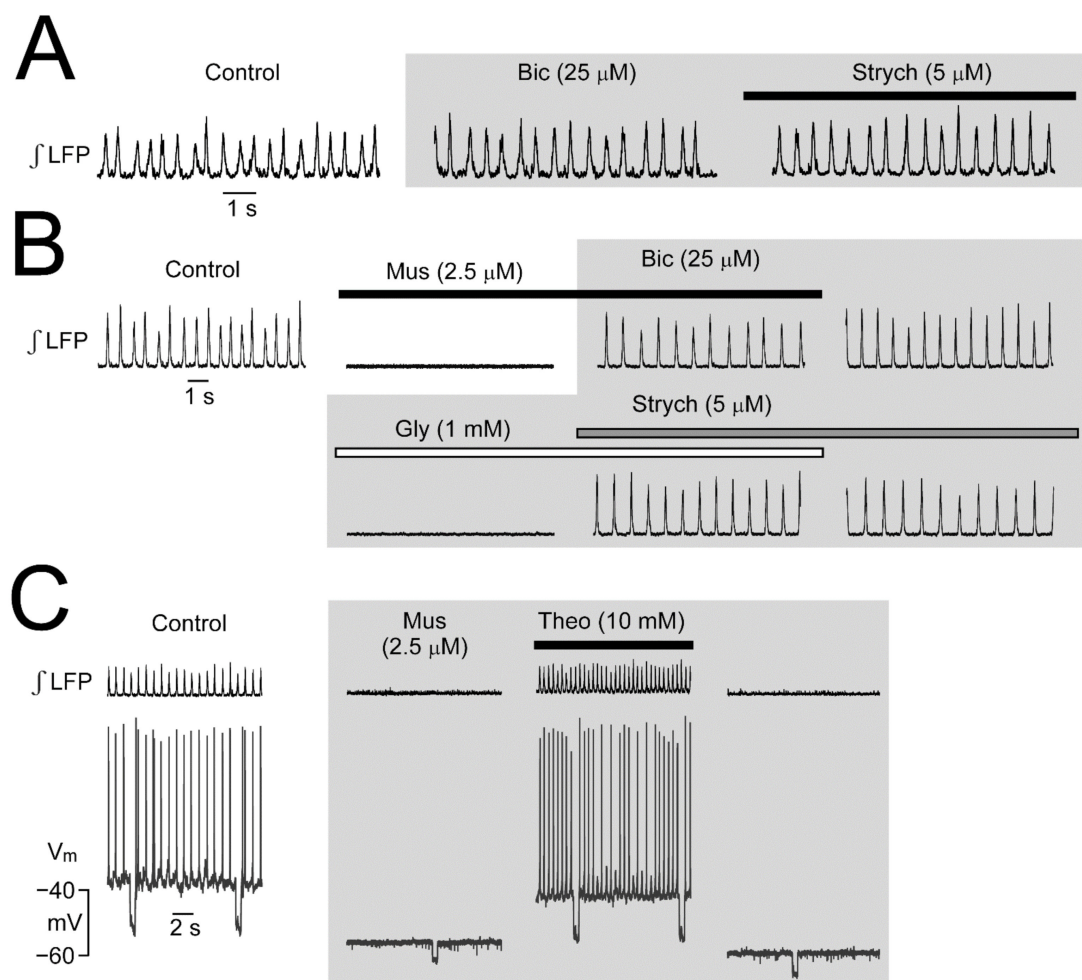 A
Control
Bic (25 μM)
Strych (5 μM)
∫ LFP
1 s
B
Control
Mus (2.5 μM)
Bic (25 μM)
∫ LFP
1 s
Gly (1 mM)
Strych (5 μM)
C
Control
Mus
(2.5 μM)
Theo (10 mM)
∫ LFP
Vm
−40
mV
−60
2 s